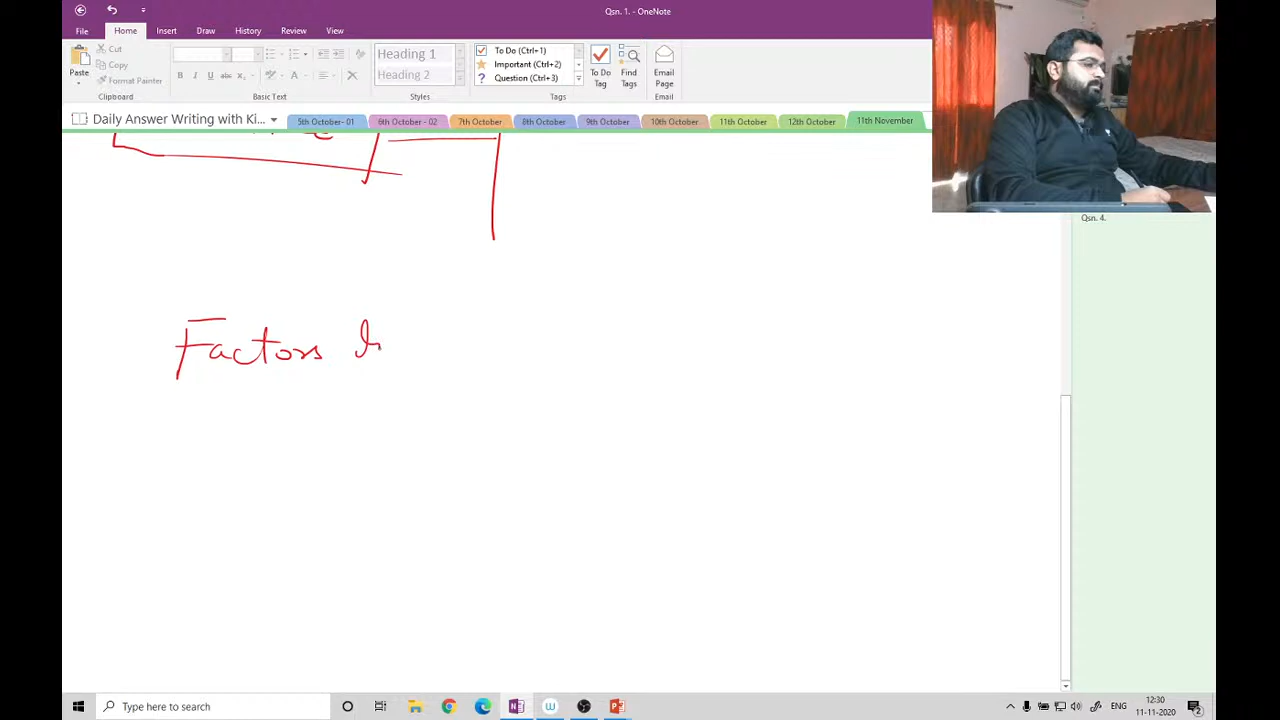 Qsn. 1. - OneNote
File Home Insert Draw History Review View
Cut
Copy
Format Painter
Paste
Clipboard
B I U abc x A
Basic Text
Heading 1
Heading 2
Styles
To Do (Ctrl+1)
Important (Ctrl+2)
Question (Ctrl+3)
To Do Tag
Find Tags
Tags
Email Page
Email
Daily Answer Writing with Ki... 5th October- 01 6th October - 02 7th October 8th October 9th October 10th October 11th October 12th October 11th November
Qsn. 4.
Factors
Type here to search
ENG
12:30
11-11-2020
2